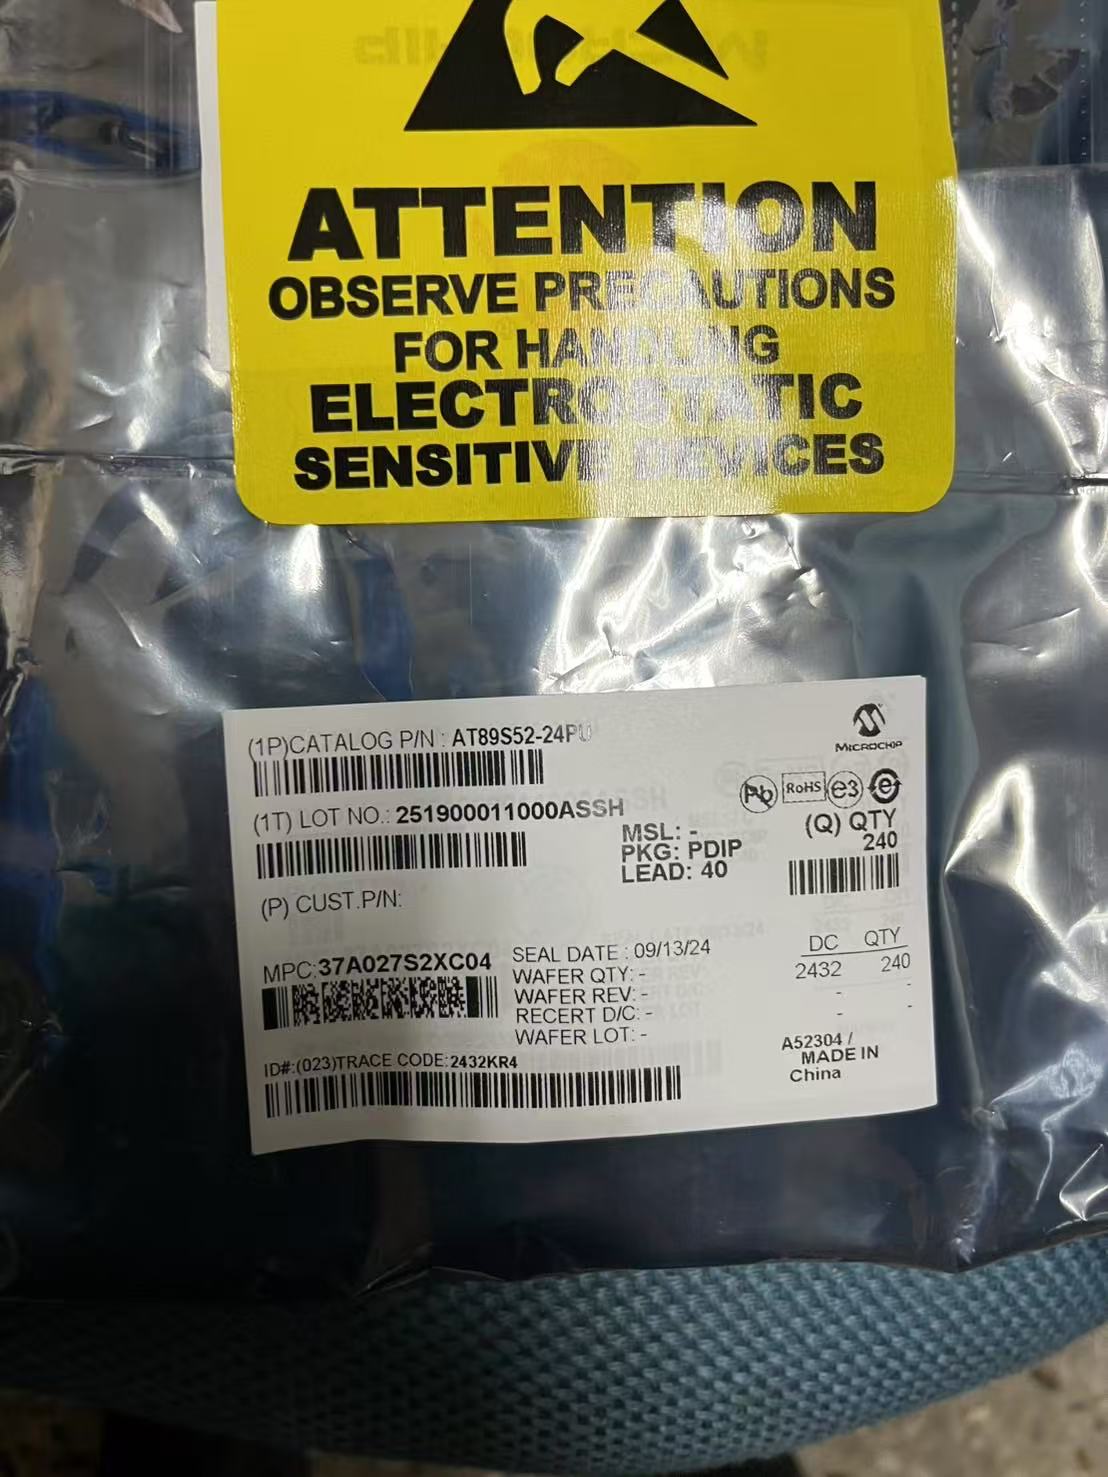 ATTENTION
OBSERVE PRECAUTIONS
FOR HANDLING
ELECTROSTATIC
SENSITIVE DEVICES
(1P)CATALOG P/N : AT89S52-24PU
MICROCHIP
Pb RoHS e3 e
(1T) LOT NO.: 251900011000ASSH
MSL: -
PKG: PDIP
LEAD: 40
(Q) QTY
240
(P) CUST.P/N:
MPC:37A027S2XC04
SEAL DATE : 09/13/24
WAFER QTY: -
WAFER REV: -
RECERT D/C: -
WAFER LOT: -
DC QTY
2432 240
- -
- -
A52304 /
MADE IN
China
ID#:(023)TRACE CODE:2432KR4